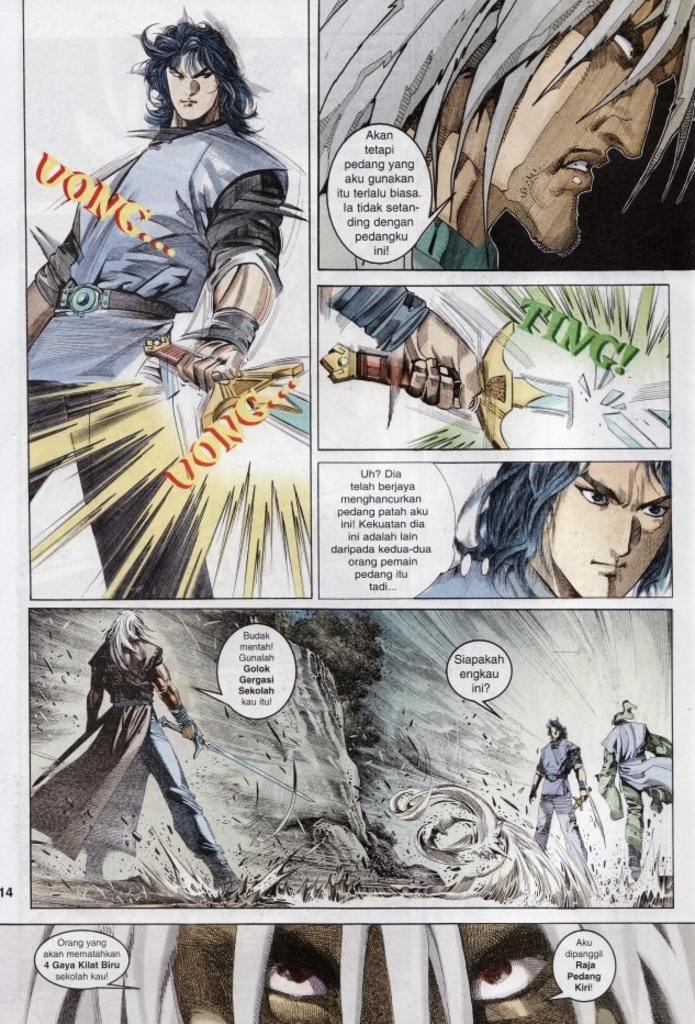 UONG...
UONG...
Akan
tetapi
pedang yang
aku gunakan
itu terlalu biasa.
Ia tidak setan-
ding dengan
pedangku
ini!
TING!
Uh? Dia
telah berjaya
menghancurkan
pedang patah aku
ini! Kekuatan dia
ini adalah lain
daripada kedua-dua
orang pemain
pedang itu
tadi...
Budak
mentah!
Gunalah
Golok
Gergasi
Sekolah
kau itu!
Siapakah
engkau
ini?
14
Orang yang
akan mematahkan
4 Gaya Kilat Biru
sekolah kau!
Aku
dipanggil
Raja
Pedang
Kiri!